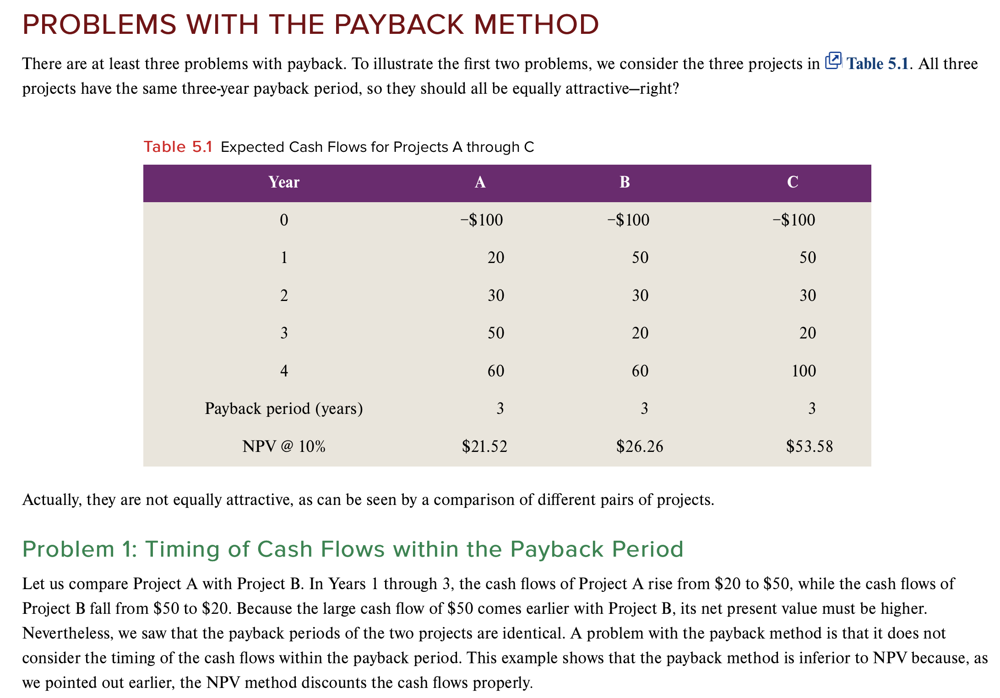 PROBLEMS WITH THE PAYBACK METHOD
There are at least three problems with payback. To illustrate the first two problems, we consider the three projects in Table 5.1. All three
projects have the same three-year payback period, so they should all be equally attractive—right?
Table 5.1 Expected Cash Flows for Projects A through C
Year A B C
0 −$100 −$100 −$100
1 20 50 50
2 30 30 30
3 50 20 20
4 60 60 100
Payback period (years) 3 3 3
NPV @ 10% $21.52 $26.26 $53.58
Actually, they are not equally attractive, as can be seen by a comparison of different pairs of projects.
Problem 1: Timing of Cash Flows within the Payback Period
Let us compare Project A with Project B. In Years 1 through 3, the cash flows of Project A rise from $20 to $50, while the cash flows of
Project B fall from $50 to $20. Because the large cash flow of $50 comes earlier with Project B, its net present value must be higher.
Nevertheless, we saw that the payback periods of the two projects are identical. A problem with the payback method is that it does not
consider the timing of the cash flows within the payback period. This example shows that the payback method is inferior to NPV because, as
we pointed out earlier, the NPV method discounts the cash flows properly.